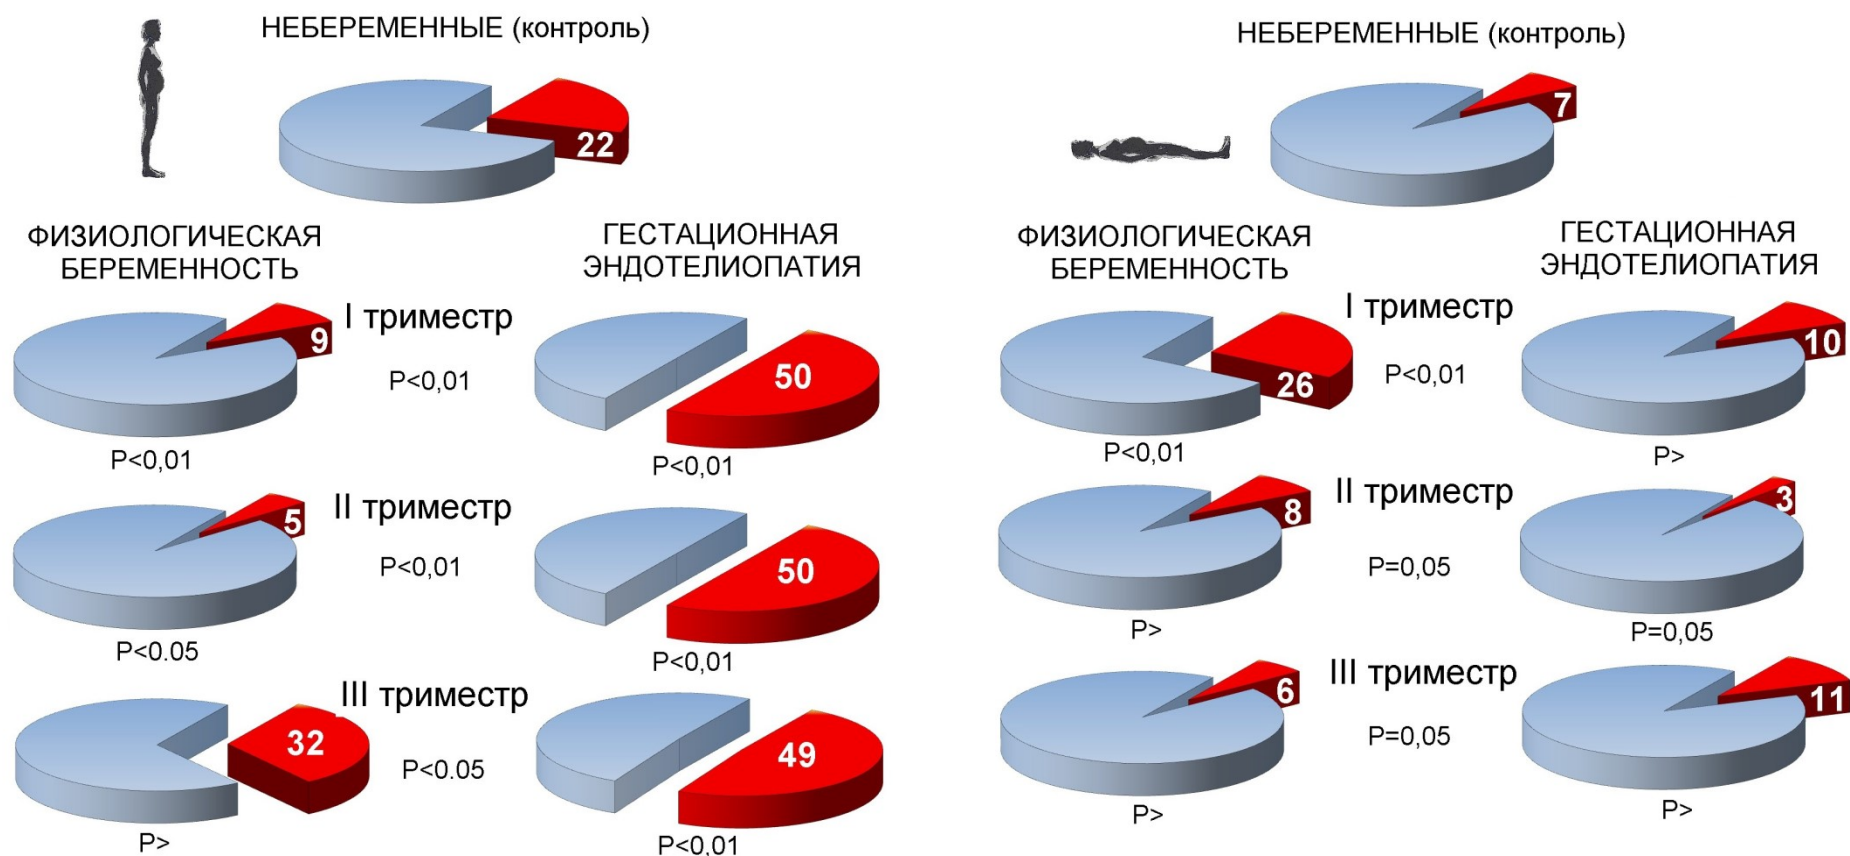 НЕБЕРЕМЕННЫЕ (контроль)
22
ФИЗИОЛОГИЧЕСКАЯ
БЕРЕМЕННОСТЬ
ГЕСТАЦИОННАЯ
ЭНДОТЕЛИОПАТИЯ
I триместр
9
P<0,01
50
P<0,01
P<0,01
II триместр
5
P<0,01
50
P<0.05
P<0,01
III триместр
32
P<0.05
49
P>
P<0,01
НЕБЕРЕМЕННЫЕ (контроль)
7
ФИЗИОЛОГИЧЕСКАЯ
БЕРЕМЕННОСТЬ
ГЕСТАЦИОННАЯ
ЭНДОТЕЛИОПАТИЯ
I триместр
26
P<0,01
10
P<0,01
P>
II триместр
8
P=0,05
3
P>
P=0,05
III триместр
6
P=0,05
11
P>
P>